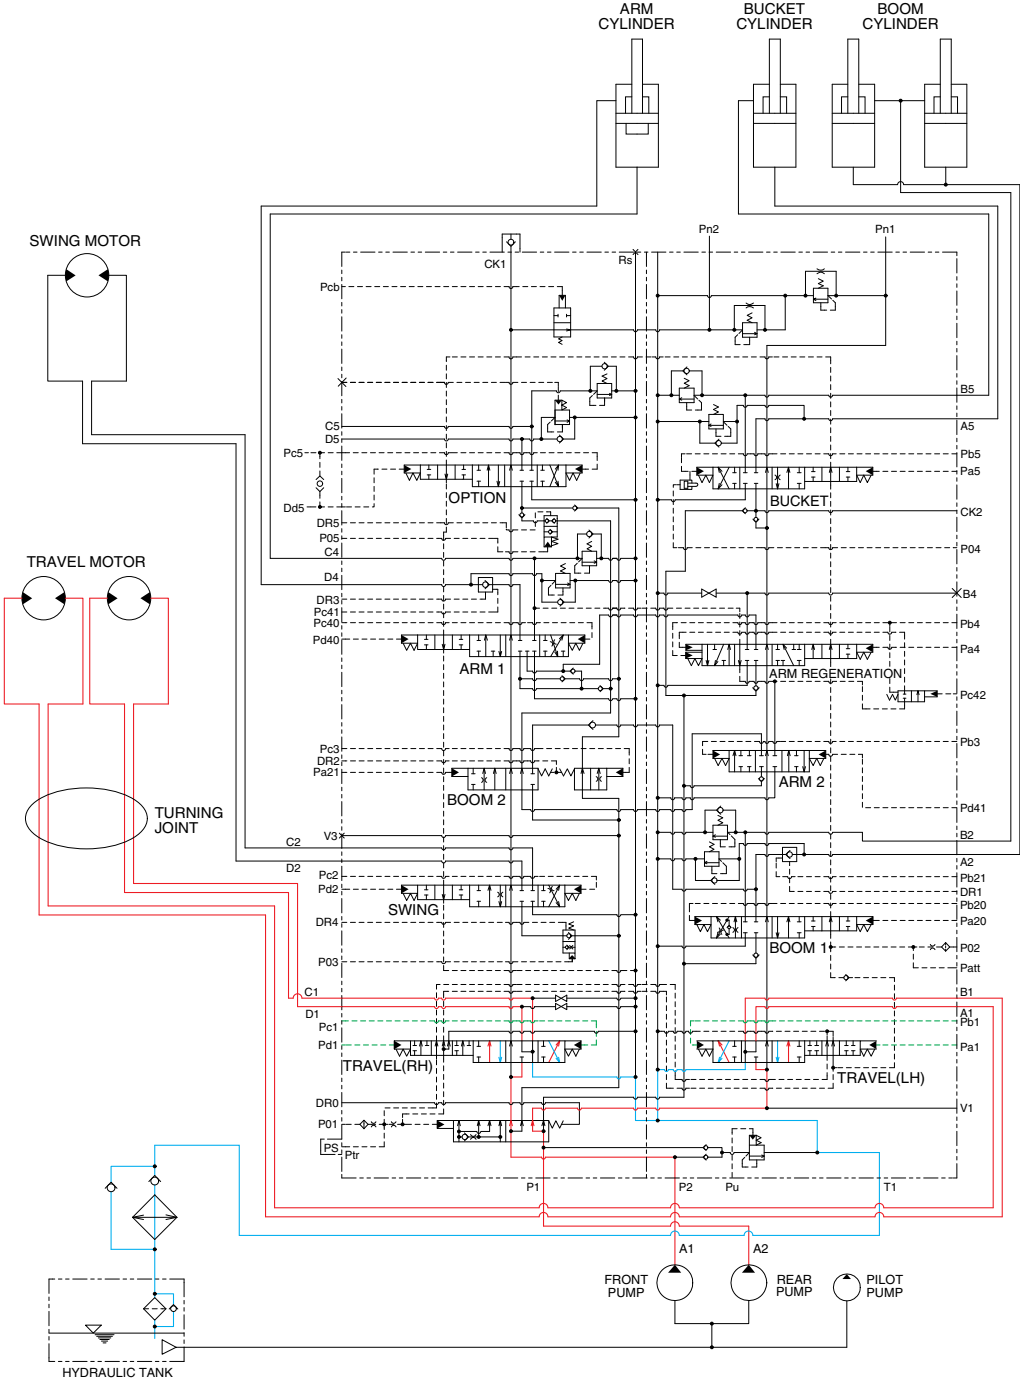 ARM
CYLINDER
BUCKET
CYLINDER
BOOM
CYLINDER
SWING MOTOR
Pn2
Pn1
CK1
Rs
Pcb
B5
C5
A5
D5
Pc5
Pb5
Pa5
OPTION
BUCKET
Dd5
CK2
DR5
P05
P04
C4
TRAVEL MOTOR
D4
DR3
B4
Pc41
Pc40
Pb4
Pd40
Pa4
ARM 1
ARM REGENERATION
Pc42
Pc3
Pb3
DR2
Pa21
ARM 2
BOOM 2
Pd41
TURNING
JOINT
V3
B2
C2
A2
D2
Pc2
Pb21
Pd2
DR1
SWING
Pb20
DR4
Pa20
BOOM 1
P02
P03
Patt
C1
B1
D1
A1
Pc1
Pb1
Pd1
Pa1
TRAVEL(RH)
TRAVEL(LH)
DR0
V1
P01
PS
Ptr
P1
P2
Pu
T1
A1
A2
FRONT
PUMP
REAR
PUMP
PILOT
PUMP
HYDRAULIC TANK